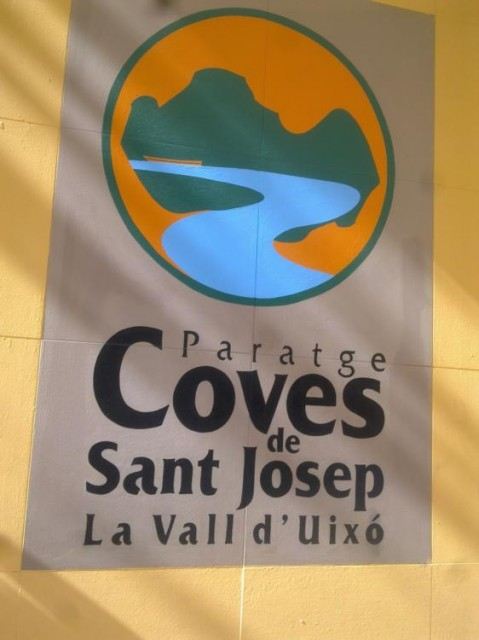 Paratge
Coves
de
Sant Josep
La Vall d'Uixó